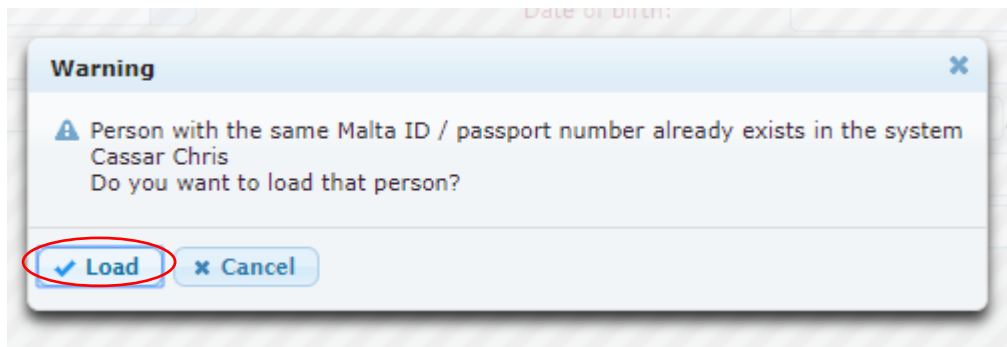 Date of birth:
Warning
Person with the same Malta ID / passport number already exists in the system
Cassar Chris
Do you want to load that person?
Load
Cancel